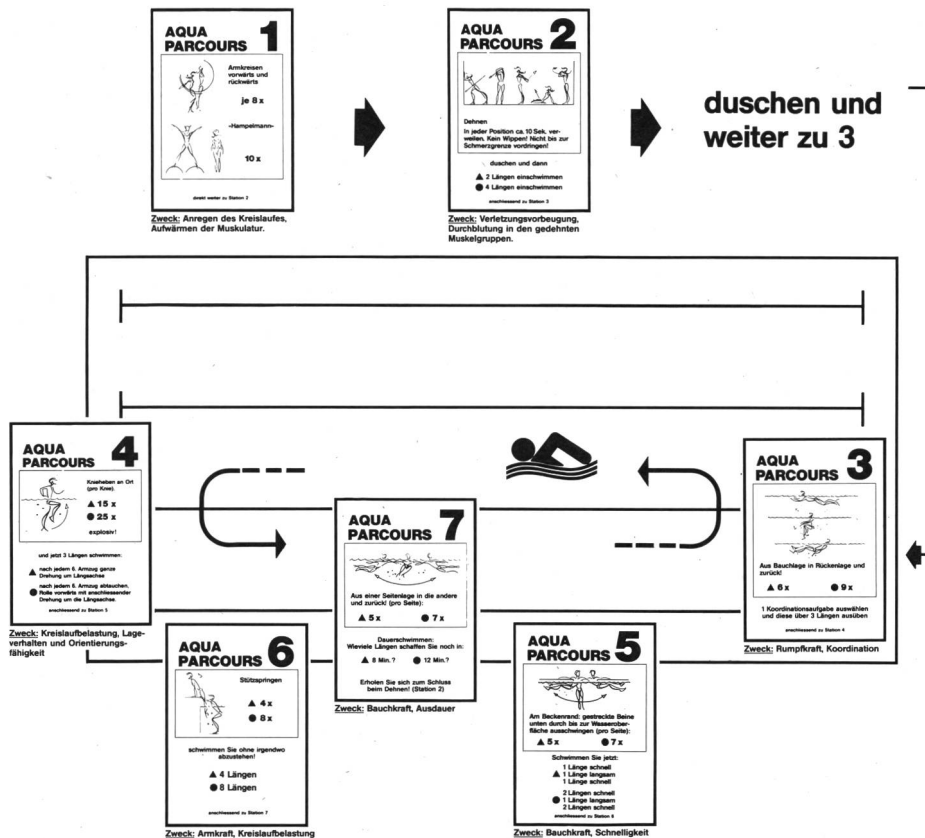 AQUA
PARCOURS 1
Armkreisen
vorwärts und
rückwärts
je 8 x
-Hampelmann-
10 x
direkt weiter zu Station 2
Zweck: Anregen des Kreislaufes,
Aufwärmen der Muskulatur.
AQUA
PARCOURS 2
Dehnen
In jeder Position ca. 10 Sek. ver-
weilen. Kein Wippen! Nicht bis zur
Schmerzgrenze vordringen!
duschen und dann
▲ 2 Längen einschwimmen
● 4 Längen einschwimmen
anschliessend zu Station 3
Zweck: Verletzungsvorbeugung,
Durchblutung in den gedehnten
Muskelgruppen.
duschen und
weiter zu 3
AQUA
PARCOURS 4
Knieheben an Ort
(pro Knie).
▲ 15 x
● 25 x
explosiv!
und jetzt 3 Längen schwimmen:
▲ nach jedem 6. Armzug ganze
Drehung um Längsachse
● nach jedem 6. Armzug abtauchen,
Rolle vorwärts mit anschliessender
Drehung um die Längsachse.
anschliessend zu Station 5
Zweck: Kreislaufbelastung, Lage-
verhalten und Orientierungs-
fähigkeit
AQUA
PARCOURS 7
Aus einer Seitenlage in die andere
und zurück! (pro Seite):
▲ 5 x ● 7 x
Dauerschwimmen:
Wieviele Längen schaffen Sie noch in:
▲ 8 Min.? ● 12 Min.?
Erholen Sie sich zum Schluss
beim Dehnen! (Station 2)
Zweck: Bauchkraft, Ausdauer
AQUA
PARCOURS 3
Aus Bauchlage in Rückenlage und
zurück!
▲ 6 x ● 9 x
1 Koordinationsaufgabe auswählen
und diese über 3 Längen ausüben
anschliessend zu Station 4
Zweck: Rumpfkraft, Koordination
AQUA
PARCOURS 6
Stützspringen
▲ 4 x
● 8 x
schwimmen Sie ohne irgendwo
abzustehen!
▲ 4 Längen
● 8 Längen
anschliessend zu Station 7
Zweck: Armkraft, Kreislaufbelastung
AQUA
PARCOURS 5
Am Beckenrand: gestreckte Beine
unten durch bis zur Wasserober-
fläche ausschwingen (pro Seite):
▲ 5 x ● 7 x
Schwimmen Sie jetzt:
1 Länge schnell
▲ 1 Länge langsam
1 Länge schnell
2 Längen schnell
● 1 Länge langsam
2 Längen schnell
anschliessend zu Station 6
Zweck: Bauchkraft, Schnelligkeit